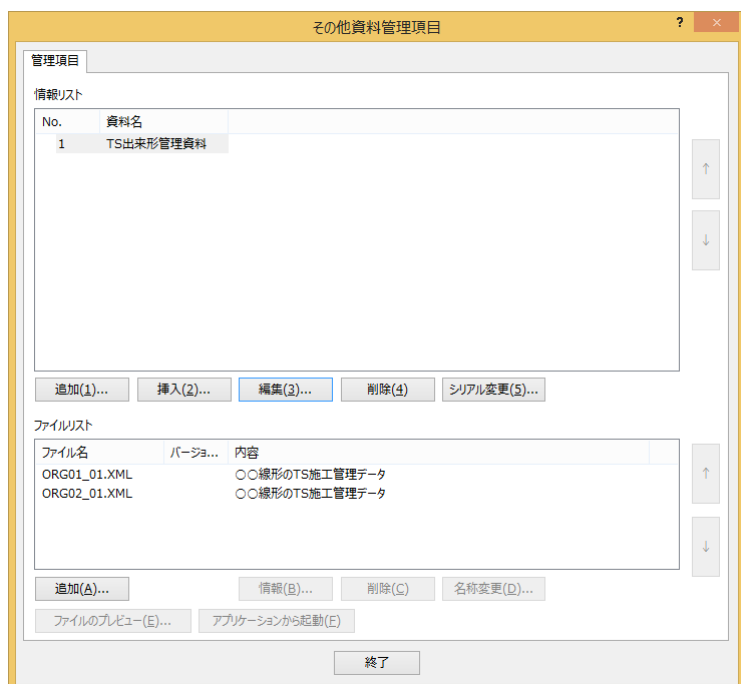 その他資料管理項目
?
×
管理項目
情報リスト
No. 資料名
1 TS出来形管理資料
↑
↓
追加(1)... 挿入(2)... 編集(3)... 削除(4) シリアル変更(5)...
ファイルリスト
ファイル名 バージョ... 内容
ORG01_01.XML 〇〇線形のTS施工管理データ
ORG02_01.XML 〇〇線形のTS施工管理データ
↑
↓
追加(A)... 情報(B)... 削除(C) 名称変更(D)...
ファイルのプレビュー(E)... アプリケーションから起動(F)
終了